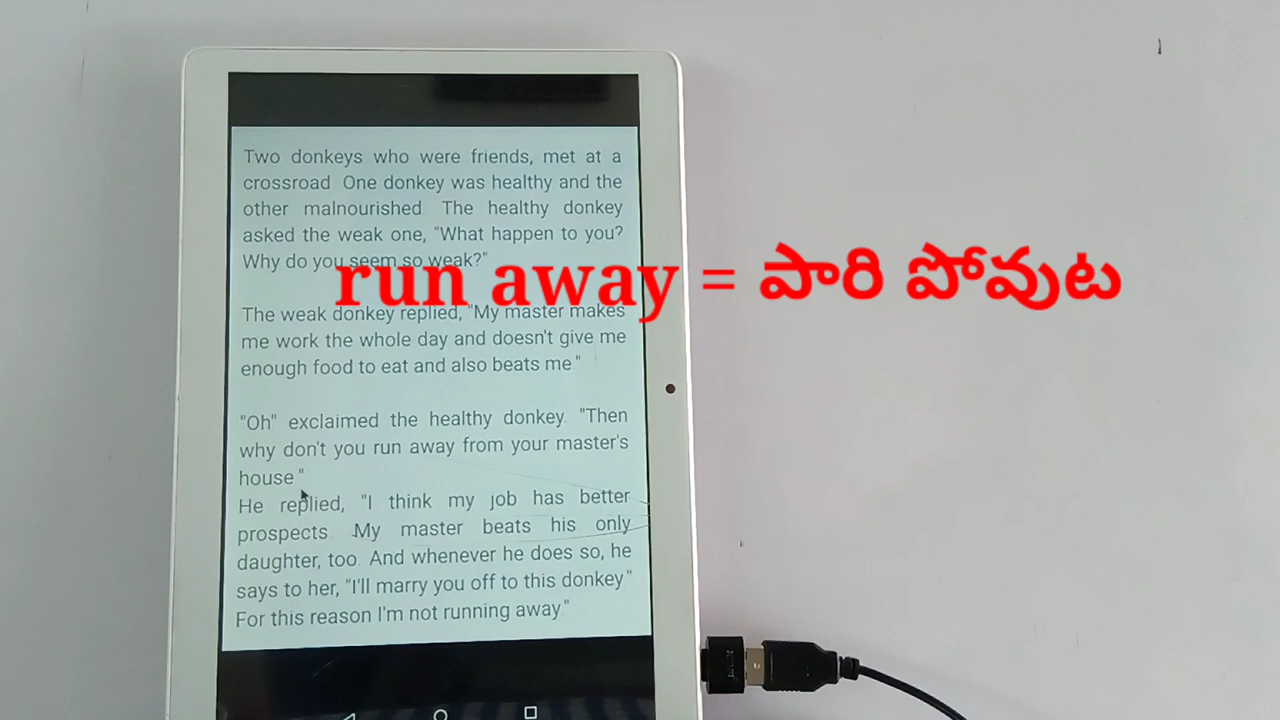 Two donkeys who were friends, met at a
crossroad One donkey was healthy and the
other malnourished. The healthy donkey
asked the weak one, "What happen to you?
Why do you seem so weak?"
run away = పారి పోవుట
The weak donkey replied, "My master makes
me work the whole day and doesn't give me
enough food to eat and also beats me."
"Oh" exclaimed the healthy donkey. "Then
why don't you run away from your master's
house."
He replied, "I think my job has better
prospects. My master beats his only
daughter, too. And whenever he does so, he
says to her, "I'll marry you off to this donkey."
For this reason I'm not running away"